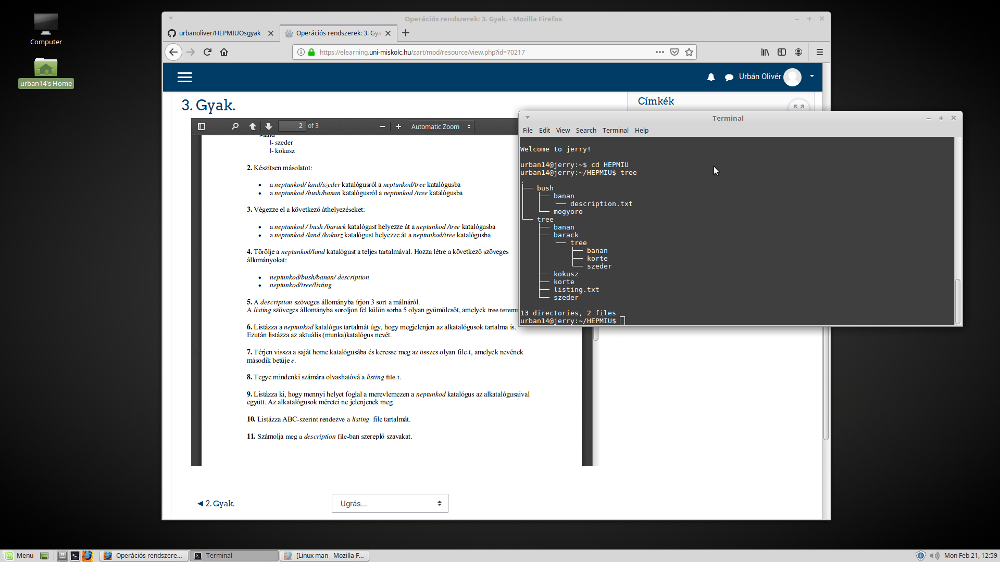 Computer
urban14's Home
Operációs rendszerek: 3. Gyak. - Mozilla Firefox
urbanoliver/HEPMIUOsgyak
Operációs rendszerek: 3. Gya
https://elearning.uni-miskolc.hu/zart/mod/resource/view.php?id=70217
Urbán Olivér
3. Gyak.
Címkék
2 of 3
Automatic Zoom
|-land
|- szeder
|- kokusz
2. Készítsen másolatot:
• a neptunkod/ land/szeder katalógusról a neptunkod/tree katalógusba
• a neptunkod /bush/banan katalógusról a neptunkod /tree katalógusba
3. Végezze el a következő áthelyezéseket:
• a neptunkod / bush /barack katalógust helyezze át a neptunkod /tree katalógusba
• a neptunkod /land /kokusz katalógust helyezze át a neptunkod/tree katalógusba
4. Törölje a neptunkod/land katalógust a teljes tartalmával. Hozza létre a következő szöveges
állományokat:
• neptunkod/bush/banan/ description
• neptunkod/tree/listing
5. A description szöveges állományba írjon 3 sort a málnáról.
A listing szöveges állományba soroljon fel külön sorba 5 olyan gyümölcsöt, amelyek tree
6. Listázza a neptunkod katalógus tartalmát úgy, hogy megjelenjen az alkatalógusok tartalma is.
Ezután listázza az aktuális (munka)katalógus nevét.
7. Térjen vissza a saját home katalógusába és keresse meg az összes olyan file-t, amelyek nevének
második betűje e.
8. Tegye mindenki számára olvashatóvá a listing file-t.
9. Listázza ki, hogy mennyi helyet foglal a merevlemezen a neptunkod katalógus az alkatalógusaival
együtt. Az alkatalógusok méretei ne jelenjenek meg.
10. Listázza ABC-szerint rendezve a listing file tartalmát.
11. Számolja meg a description file-ban szereplő szavakat.
◄ 2. Gyak.
Ugrás...
Terminal
File Edit View Search Terminal Help
Welcome to jerry!
urban14@jerry:~$ cd HEPMIU
urban14@jerry:~/HEPMIU$ tree
.
├── bush
│   ├── banan
│   │   └── description.txt
│   └── mogyoro
└── tree
    ├── banan
    ├── barack
    │   └── tree
    │       ├── banan
    │       ├── korte
    │       └── szeder
    ├── kokusz
    ├── korte
    ├── listing.txt
    └── szeder
13 directories, 2 files
urban14@jerry:~/HEPMIU$
Menu
Operációs rendszere...
Terminal
[Linux man - Mozilla F...
Mon Feb 21, 12:59